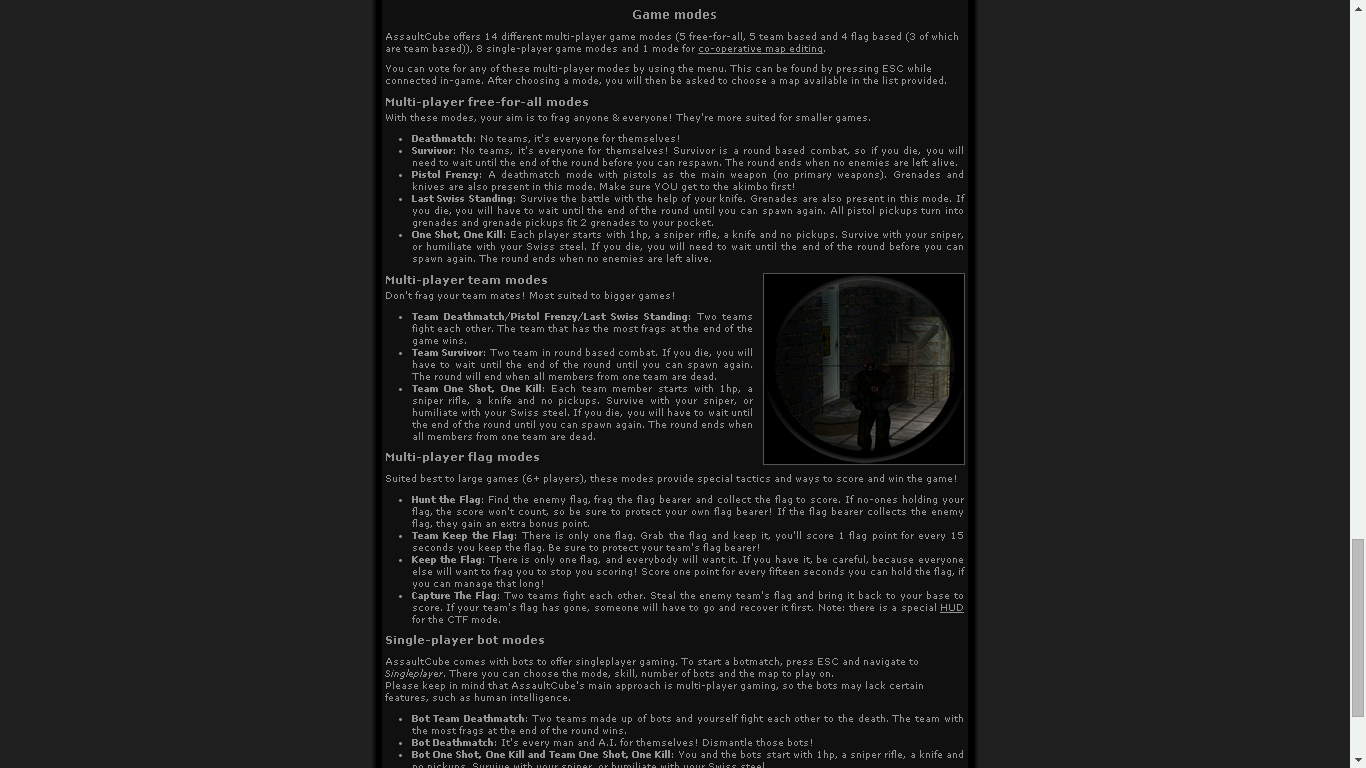 Game modes
AssaultCube offers 14 different multi-player game modes (5 free-for-all, 5 team based and 4 flag based (3 of which
are team based)), 8 single-player game modes and 1 mode for co-operative map editing.
You can vote for any of these multi-player modes by using the menu. This can be found by pressing ESC while
connected in-game. After choosing a mode, you will then be asked to choose a map available in the list provided.
Multi-player free-for-all modes
With these modes, your aim is to frag anyone & everyone! They're more suited for smaller games.
• Deathmatch: No teams, it's everyone for themselves!
• Survivor: No teams, it's everyone for themselves! Survivor is a round based combat, so if you die, you will
need to wait until the end of the round before you can respawn. The round ends when no enemies are left alive.
• Pistol Frenzy: A deathmatch mode with pistols as the main weapon (no primary weapons). Grenades and
knives are also present in this mode. Make sure YOU get to the akimbo first!
• Last Swiss Standing: Survive the battle with the help of your knife. Grenades are also present in this mode. If
you die, you will have to wait until the end of the round until you can spawn again. All pistol pickups turn into
grenades and grenade pickups fit 2 grenades to your pocket.
• One Shot, One Kill: Each player starts with 1hp, a sniper rifle, a knife and no pickups. Survive with your sniper,
or humiliate with your Swiss steel. If you die, you will need to wait until the end of the round before you can
spawn again. The round ends when no enemies are left alive.
Multi-player team modes
Don't frag your team mates! Most suited to bigger games!
• Team Deathmatch/Pistol Frenzy/Last Swiss Standing: Two teams
fight each other. The team that has the most frags at the end of the
game wins.
• Team Survivor: Two team in round based combat. If you die, you will
have to wait until the end of the round until you can spawn again.
The round will end when all members from one team are dead.
• Team One Shot, One Kill: Each team member starts with 1hp, a
sniper rifle, a knife and no pickups. Survive with your sniper, or
humiliate with your Swiss steel. If you die, you will have to wait until
the end of the round until you can spawn again. The round ends when
all members from one team are dead.
Multi-player flag modes
Suited best to large games (6+ players), these modes provide special tactics and ways to score and win the game!
• Hunt the Flag: Find the enemy flag, frag the flag bearer and collect the flag to score. If no-ones holding your
flag, the score won't count, so be sure to protect your own flag bearer! If the flag bearer collects the enemy
flag, they gain an extra bonus point.
• Team Keep the Flag: There is only one flag. Grab the flag and keep it, you'll score 1 flag point for every 15
seconds you keep the flag. Be sure to protect your team's flag bearer!
• Keep the Flag: There is only one flag, and everybody will want it. If you have it, be careful, because everyone
else will want to frag you to stop you scoring! Score one point for every fifteen seconds you can hold the flag, if
you can manage that long!
• Capture The Flag: Two teams fight each other. Steal the enemy team's flag and bring it back to your base to
score. If your team's flag has gone, someone will have to go and recover it first. Note: there is a special HUD
for the CTF mode.
Single-player bot modes
AssaultCube comes with bots to offer singleplayer gaming. To start a botmatch, press ESC and navigate to
Singleplayer. There you can choose the mode, skill, number of bots and the map to play on.
Please keep in mind that AssaultCube's main approach is multi-player gaming, so the bots may lack certain
features, such as human intelligence.
• Bot Team Deathmatch: Two teams made up of bots and yourself fight each other to the death. The team with
the most frags at the end of the round wins.
• Bot Deathmatch: It's every man and A.I. for themselves! Dismantle those bots!
• Bot One Shot, One Kill and Team One Shot, One Kill: You and the bots start with 1hp, a sniper rifle, a knife and
no pickups. Survive with your sniper, or humiliate with your Swiss steel.